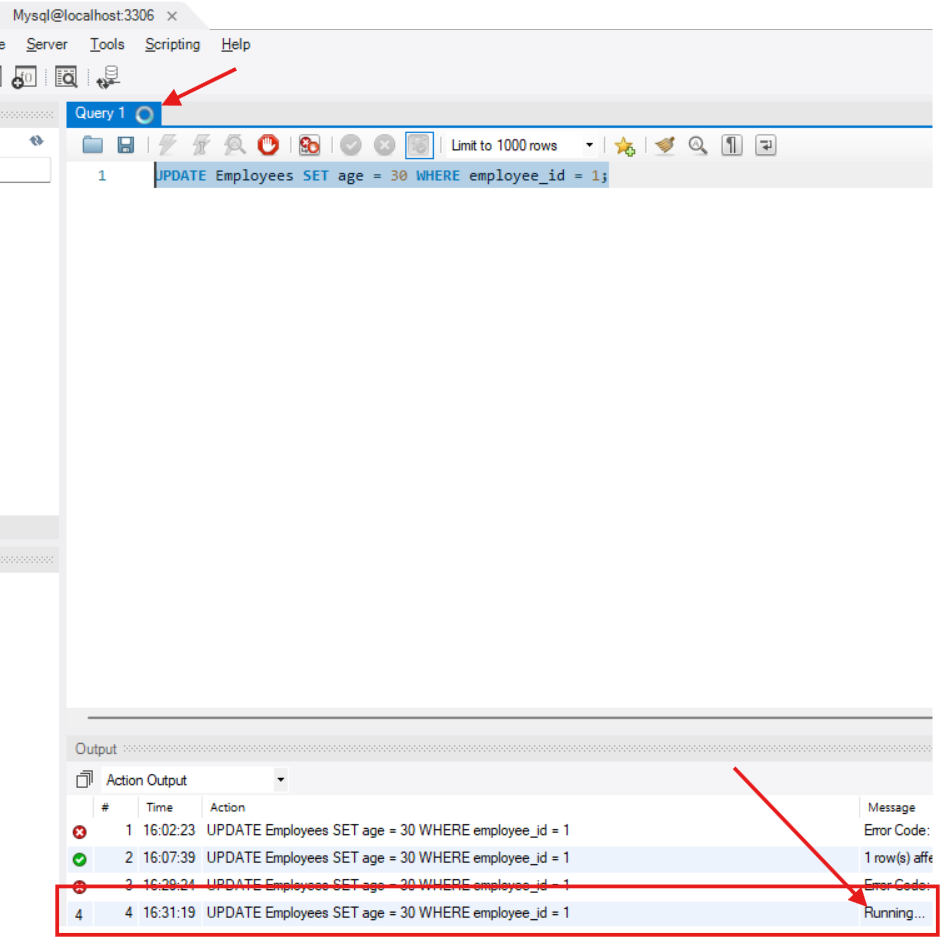 Mysql@localhost:3306
e Server Tools Scripting Help
Query 1
Limit to 1000 rows
1 UPDATE Employees SET age = 30 WHERE employee_id = 1;
Output
Action Output
# Time Action Message
1 16:02:23 UPDATE Employees SET age = 30 WHERE employee_id = 1 Error Code:
2 16:07:39 UPDATE Employees SET age = 30 WHERE employee_id = 1 1 row(s) affe
3 16:29:24 UPDATE Employees SET age = 30 WHERE employee_id = 1 Error Code:
4 4 16:31:19 UPDATE Employees SET age = 30 WHERE employee_id = 1 Running...